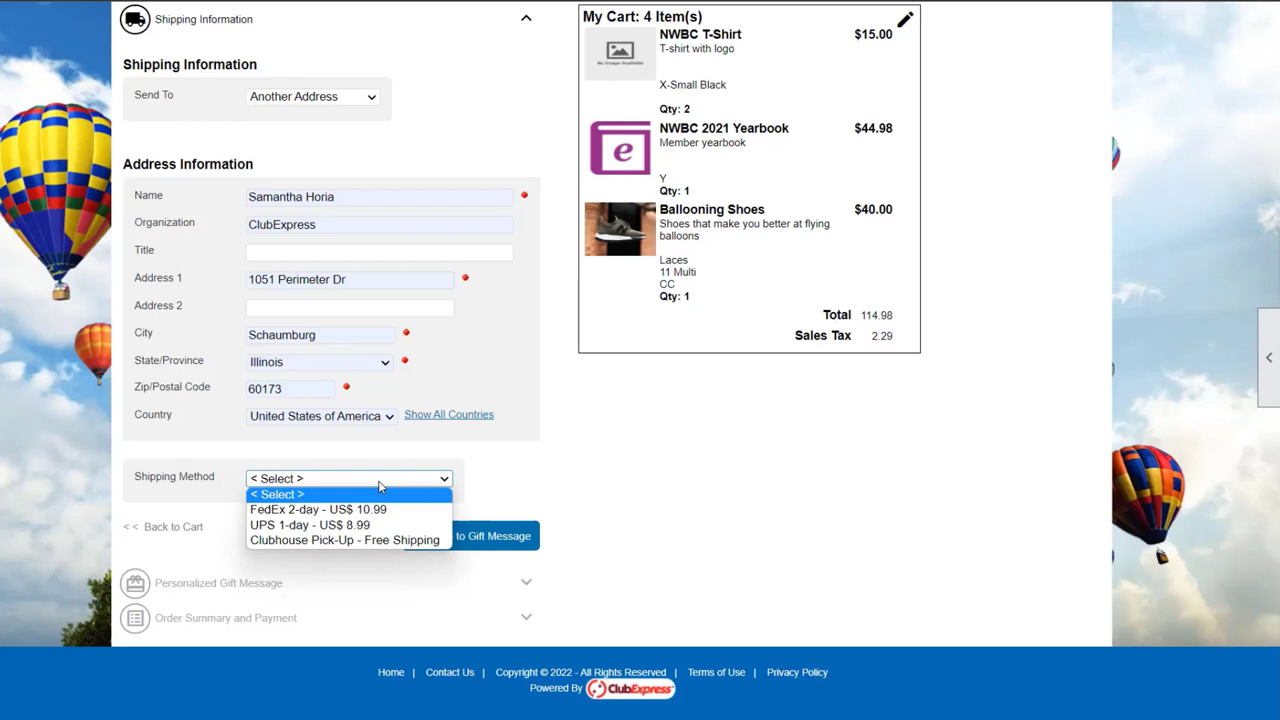 Shipping Information
Shipping Information
Send To
Another Address
Address Information
Name
Samantha Horia
Organization
ClubExpress
Title
Address 1
1051 Perimeter Dr
Address 2
City
Schaumburg
State/Province
Illinois
Zip/Postal Code
60173
Country
United States of America
Show All Countries
Shipping Method
< Select >
< Select >
FedEx 2-day - US$ 10.99
UPS 1-day - US$ 8.99
Clubhouse Pick-Up - Free Shipping
< < Back to Cart
to Gift Message
Personalized Gift Message
Order Summary and Payment
My Cart: 4 Item(s)
NWBC T-Shirt $15.00
T-shirt with logo
No Image Available
X-Small Black
Qty: 2
NWBC 2021 Yearbook $44.98
Member yearbook
e
Y
Qty: 1
Ballooning Shoes $40.00
Shoes that make you better at flying
balloons
Laces
11 Multi
CC
Qty: 1
Total 114.98
Sales Tax 2.29
Home | Contact Us | Copyright © 2022 - All Rights Reserved | Terms of Use | Privacy Policy
Powered By ClubExpress